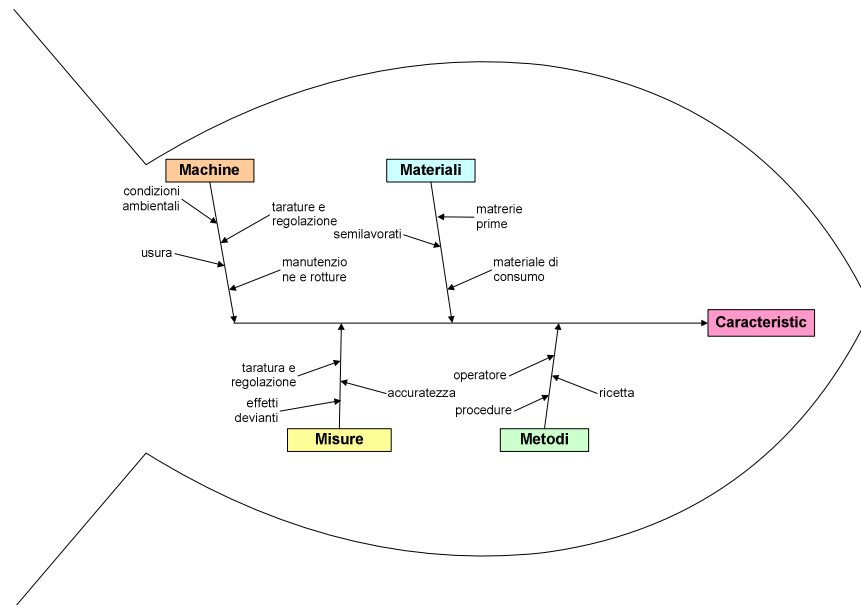 Machine
Materiali
condizioni
ambientali
tarature e
regolazione
usura
manutenzio
ne e rotture
matrerie
prime
semilavorati
materiale di
consumo
Caracteristic
taratura e
regolazione
accuratezza
effetti
devianti
operatore
ricetta
procedure
Misure
Metodi